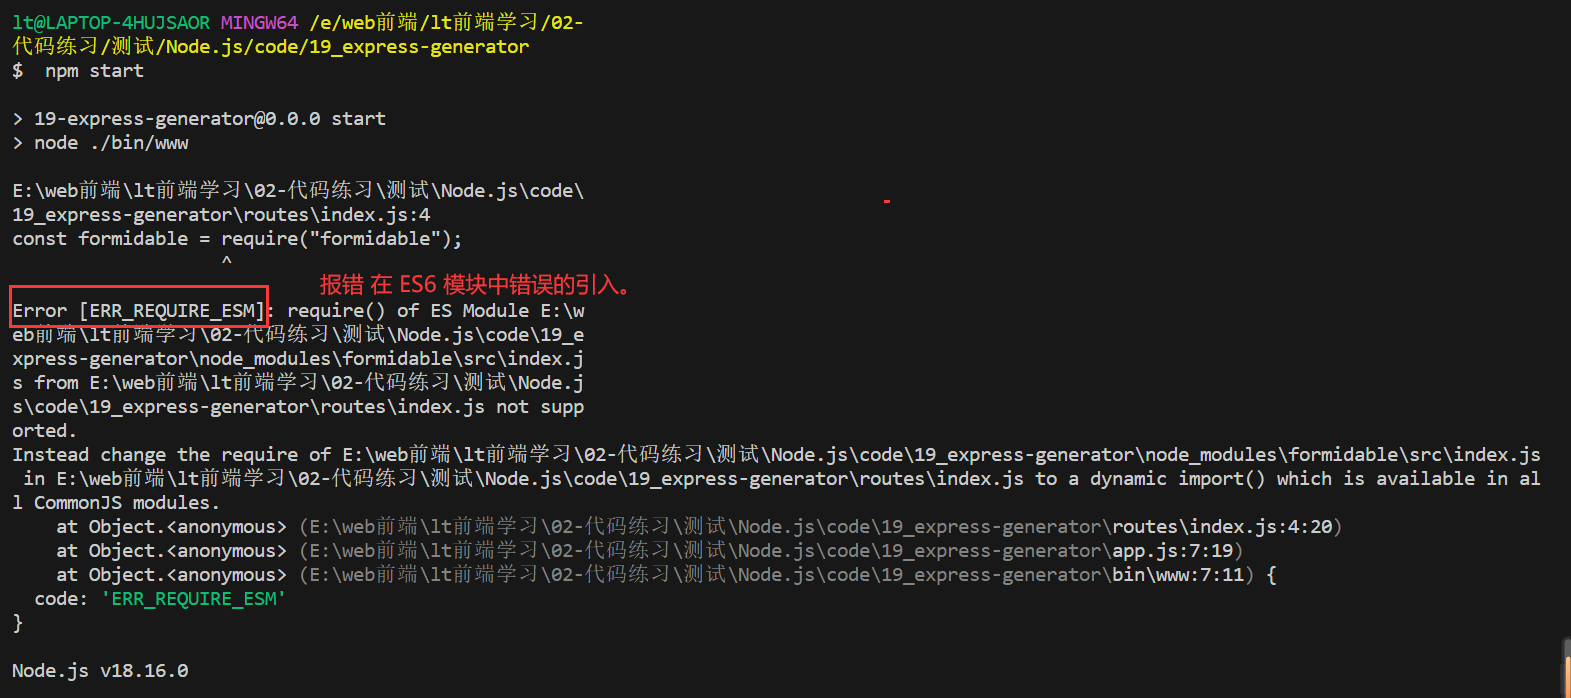 lt@LAPTOP-4HUJSAOR MINGW64 /e/web前端/lt前端学习/02-
代码练习/测试/Node.js/code/19_express-generator
$  npm start
> 19-express-generator@0.0.0 start
> node ./bin/www
E:\web前端\lt前端学习\02-代码练习\测试\Node.js\code\
19_express-generator\routes\index.js:4
const formidable = require("formidable");
                   ^
报错 在 ES6 模块中错误的引入。
Error [ERR_REQUIRE_ESM]: require() of ES Module E:\w
eb前端\lt前端学习\02-代码练习\测试\Node.js\code\19_e
xpress-generator\node_modules\formidable\src\index.j
s from E:\web前端\lt前端学习\02-代码练习\测试\Node.j
s\code\19_express-generator\routes\index.js not supp
orted.
Instead change the require of E:\web前端\lt前端学习\02-代码练习\测试\Node.js\code\19_express-generator\node_modules\formidable\src\index.js
 in E:\web前端\lt前端学习\02-代码练习\测试\Node.js\code\19_express-generator\routes\index.js to a dynamic import() which is available in al
l CommonJS modules.
    at Object.<anonymous> (E:\web前端\lt前端学习\02-代码练习\测试\Node.js\code\19_express-generator\routes\index.js:4:20)
    at Object.<anonymous> (E:\web前端\lt前端学习\02-代码练习\测试\Node.js\code\19_express-generator\app.js:7:19)
    at Object.<anonymous> (E:\web前端\lt前端学习\02-代码练习\测试\Node.js\code\19_express-generator\bin\www:7:11) {
  code: 'ERR_REQUIRE_ESM'
}
Node.js v18.16.0